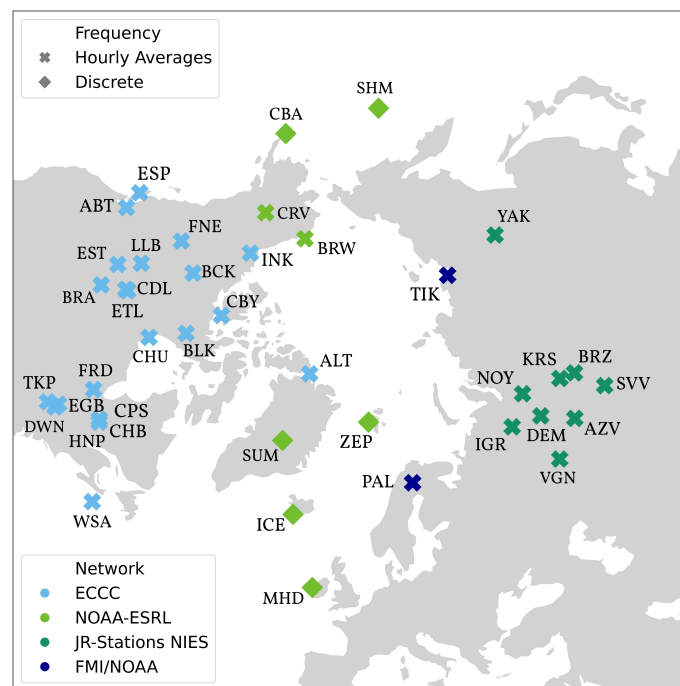 Frequency
Hourly Averages
Discrete
SHM
CBA
ESP
ABT
CRV
YAK
FNE
BRW
EST
LLB
INK
BCK
BRA
CDL
TIK
ETL
CBY
CHU
BLK
ALT
KRS
BRZ
FRD
NOY
SVV
TKP
EGB
CPS
DWN
CHB
HNP
ZEP
IGR
DEM
AZV
SUM
VGN
PAL
WSA
ICE
MHD
Network
ECCC
NOAA-ESRL
JR-Stations NIES
FMI/NOAA